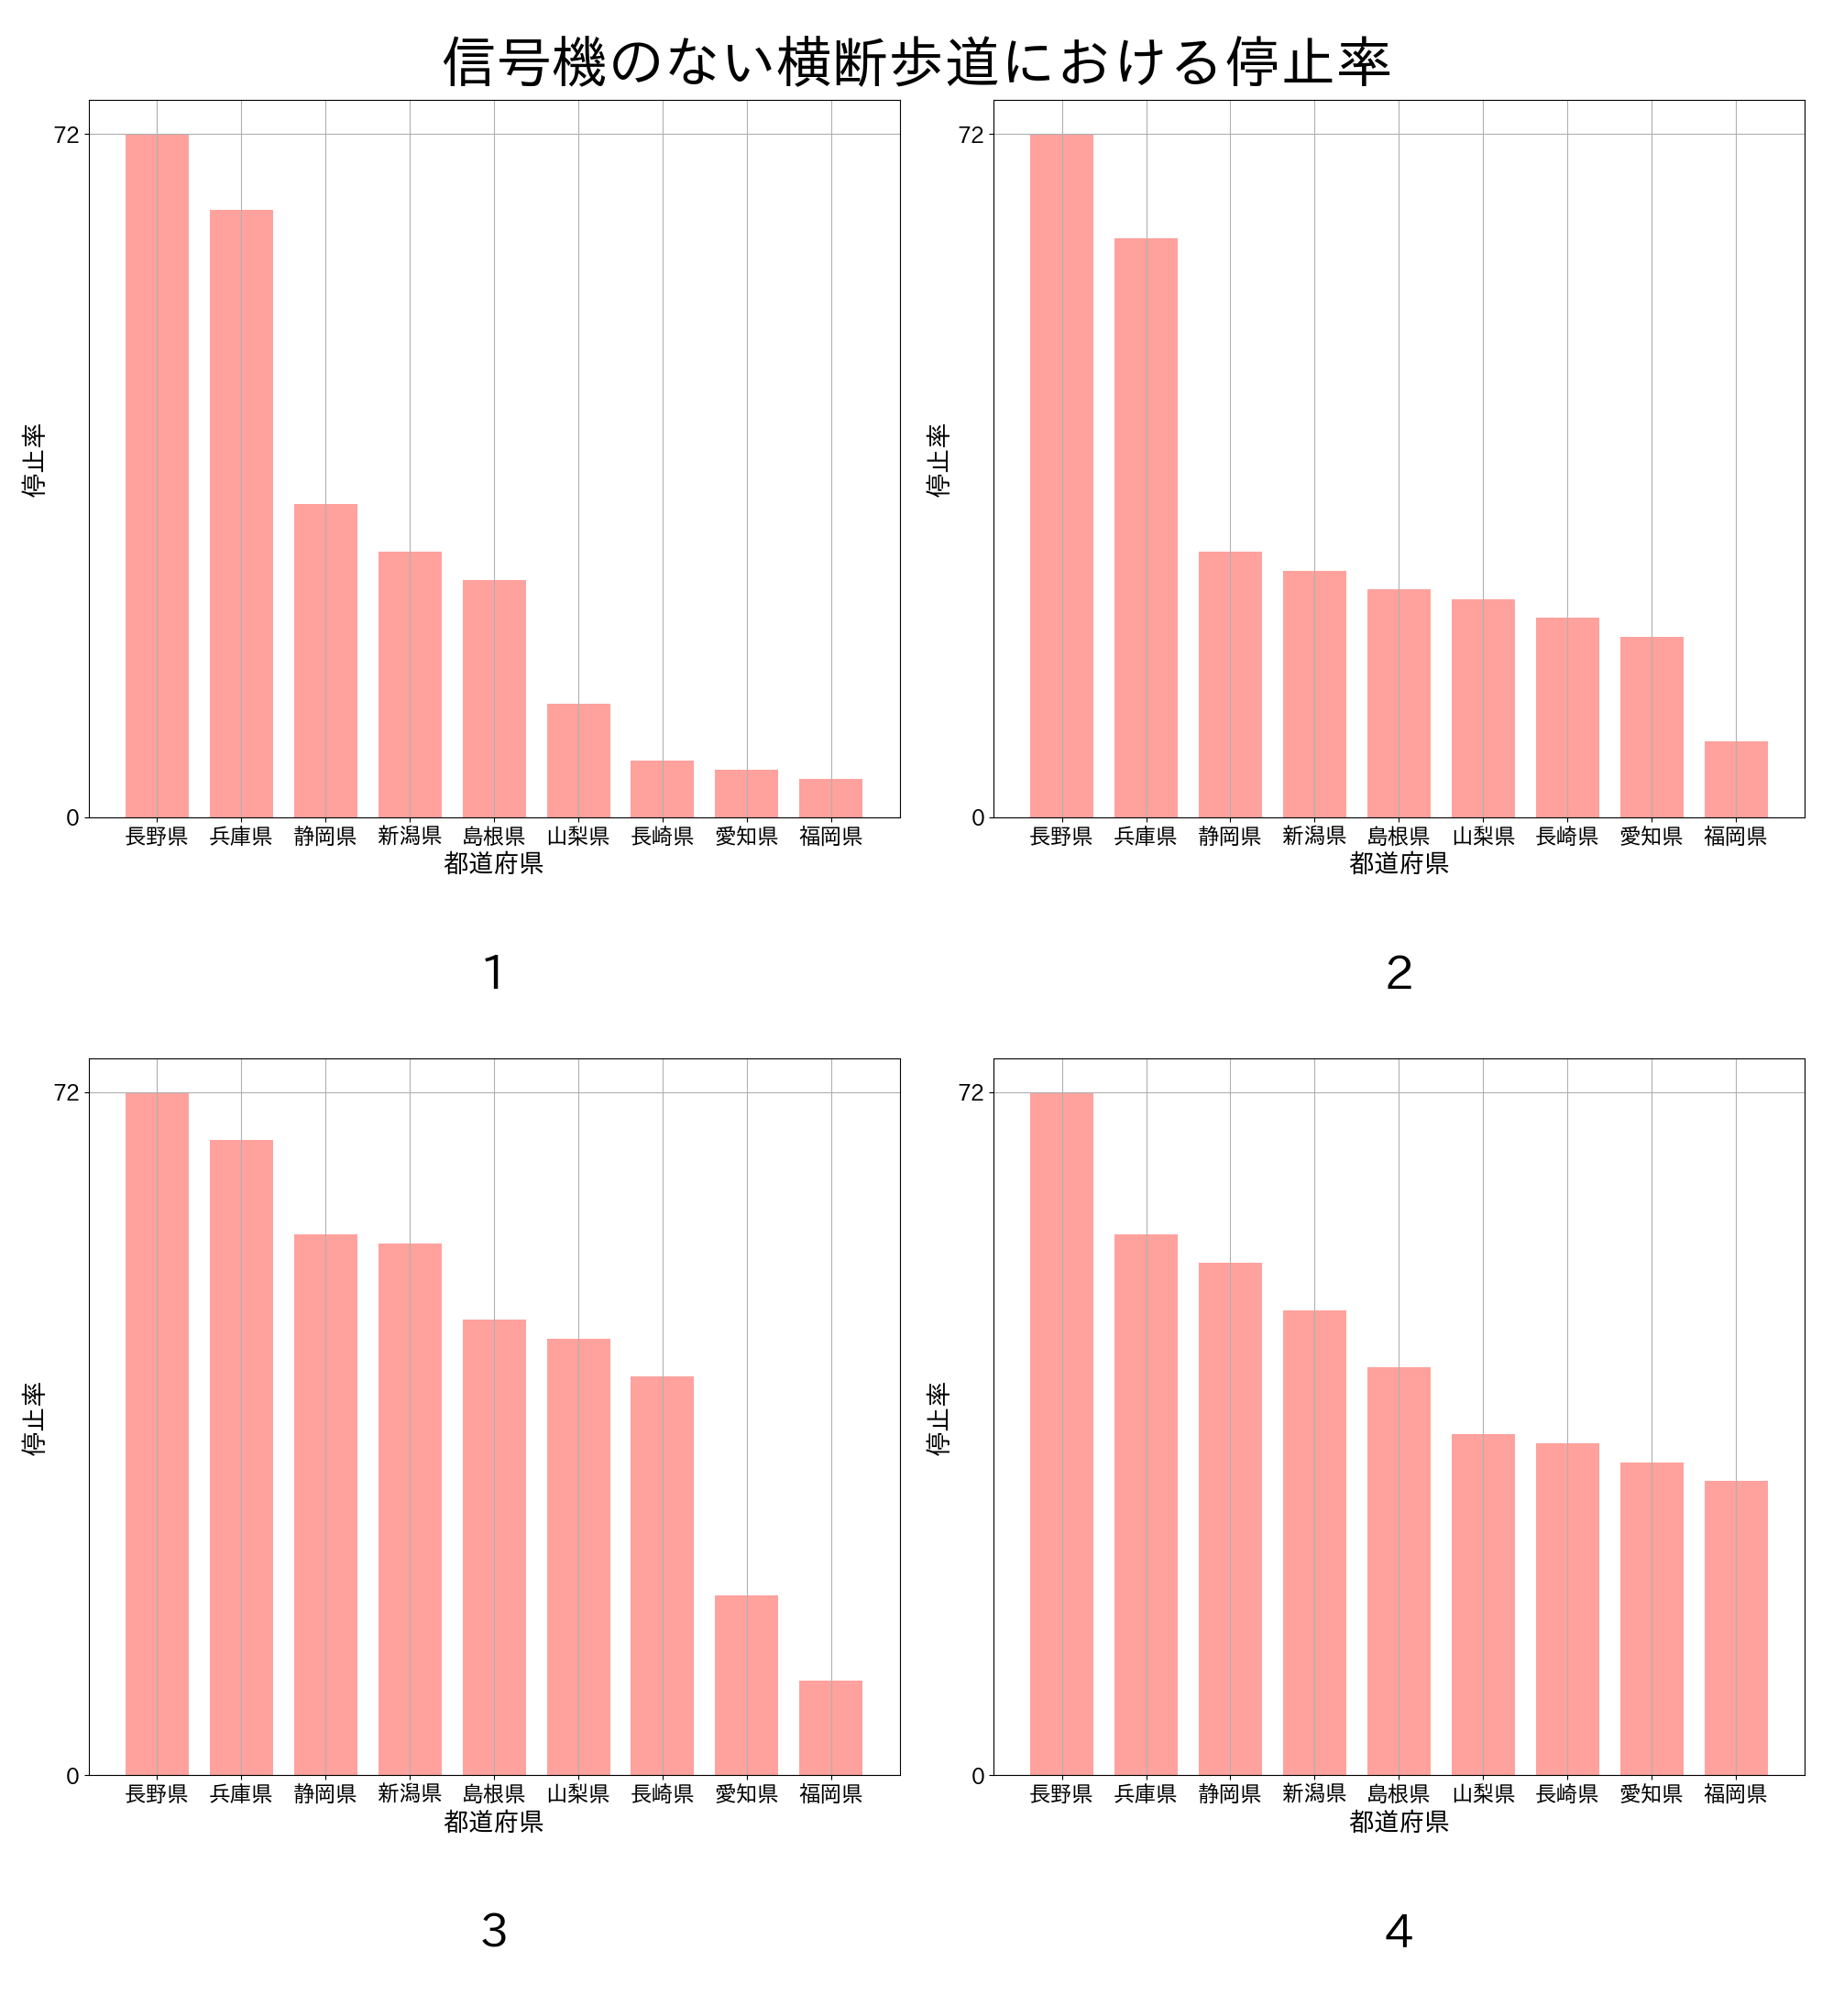 信号機のない横断歩道における停止率
72
0
停止率
長野県 兵庫県 静岡県 新潟県 島根県 山梨県 長崎県 愛知県 福岡県
都道府県
1
72
0
停止率
長野県 兵庫県 静岡県 新潟県 島根県 山梨県 長崎県 愛知県 福岡県
都道府県
2
72
0
停止率
長野県 兵庫県 静岡県 新潟県 島根県 山梨県 長崎県 愛知県 福岡県
都道府県
3
72
0
停止率
長野県 兵庫県 静岡県 新潟県 島根県 山梨県 長崎県 愛知県 福岡県
都道府県
4